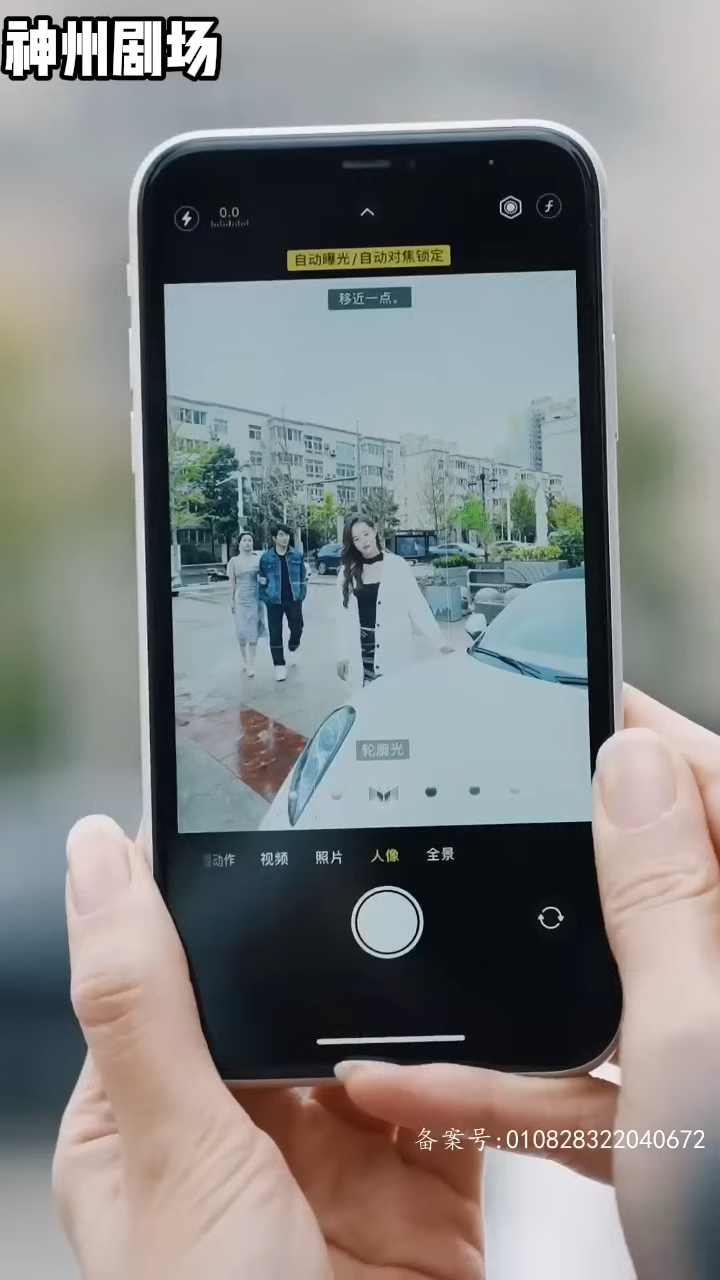 神州剧场
0.0
自动曝光/自动对焦锁定
移近一点。
轮廓光
动作 视频 照片 人像 全景
备案号:010828322040672